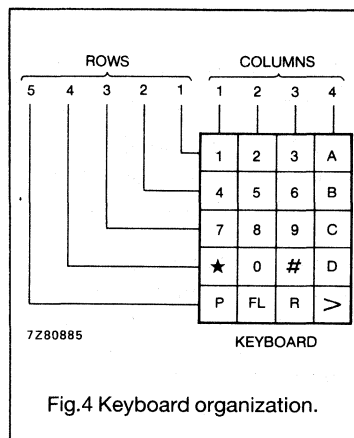 ROWS COLUMNS
5 4 3 2 1 1 2 3 4
1 2 3 A
4 5 6 B
7 8 9 C
★ 0 # D
P FL R >
7Z80885
KEYBOARD
Fig.4 Keyboard organization.